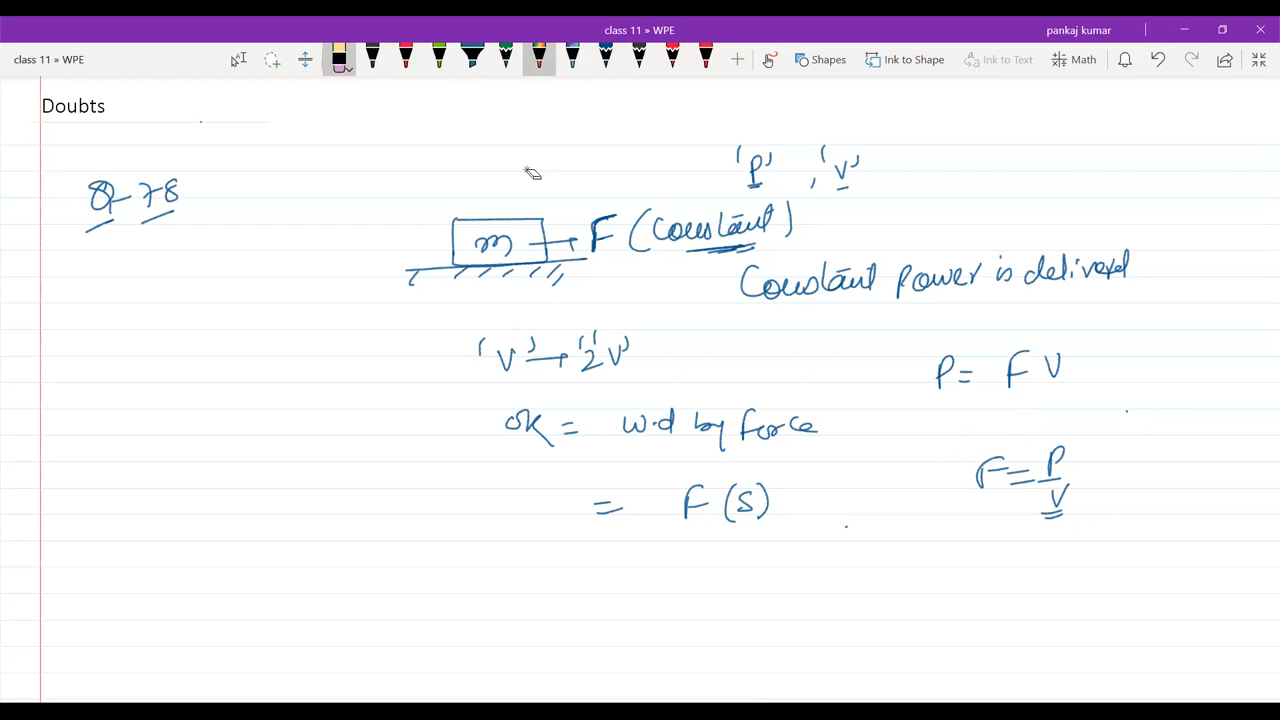 class 11 » WPE
pankaj kumar
class 11 » WPE
Shapes
Ink to Shape
Ink to Text
Math
Doubts
Q-78
'P' , 'V'
m → F (Constant)
Constant power is delivered
'V' → '2V'
P = F V
ΔK = w.d by force
F = P/V
= F (S)